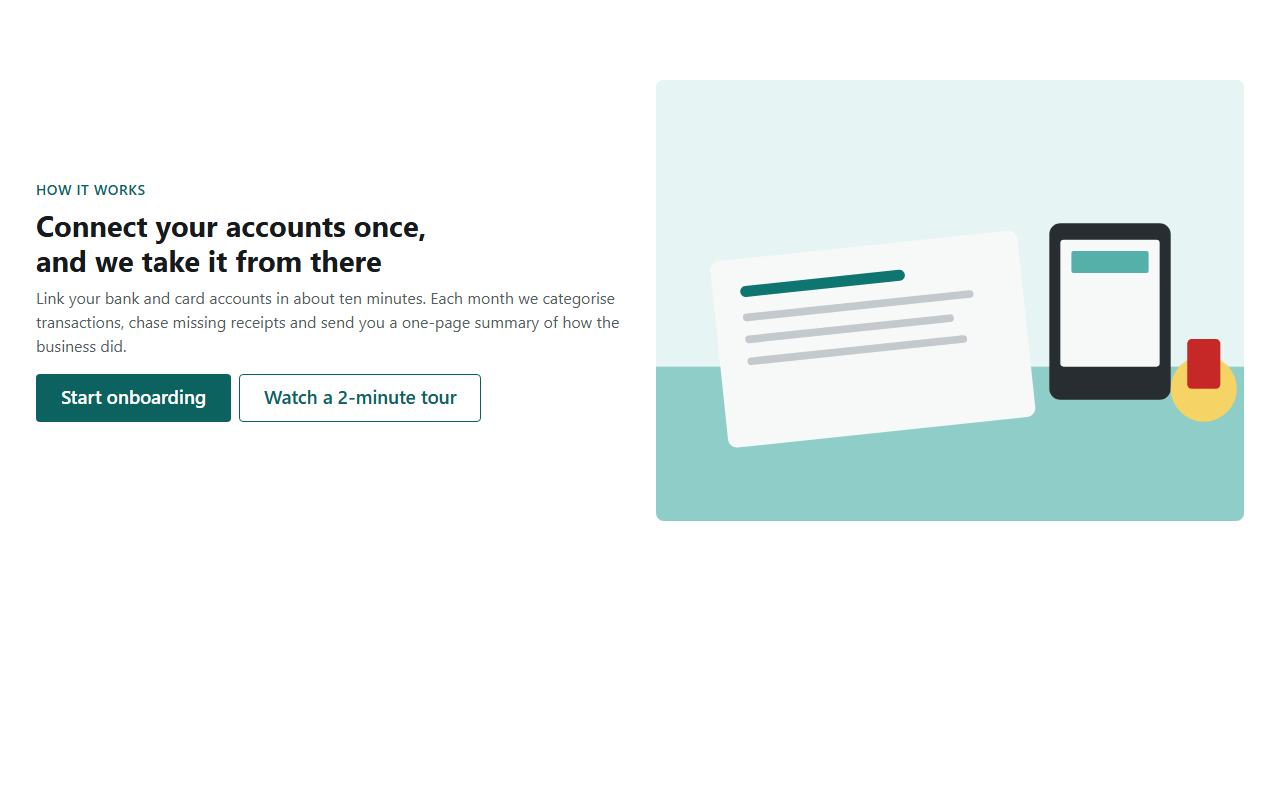 HOW IT WORKS
Connect your accounts once,
and we take it from there
Link your bank and card accounts in about ten minutes. Each month we categorise
transactions, chase missing receipts and send you a one-page summary of how the
business did.
Start onboarding
Watch a 2-minute tour